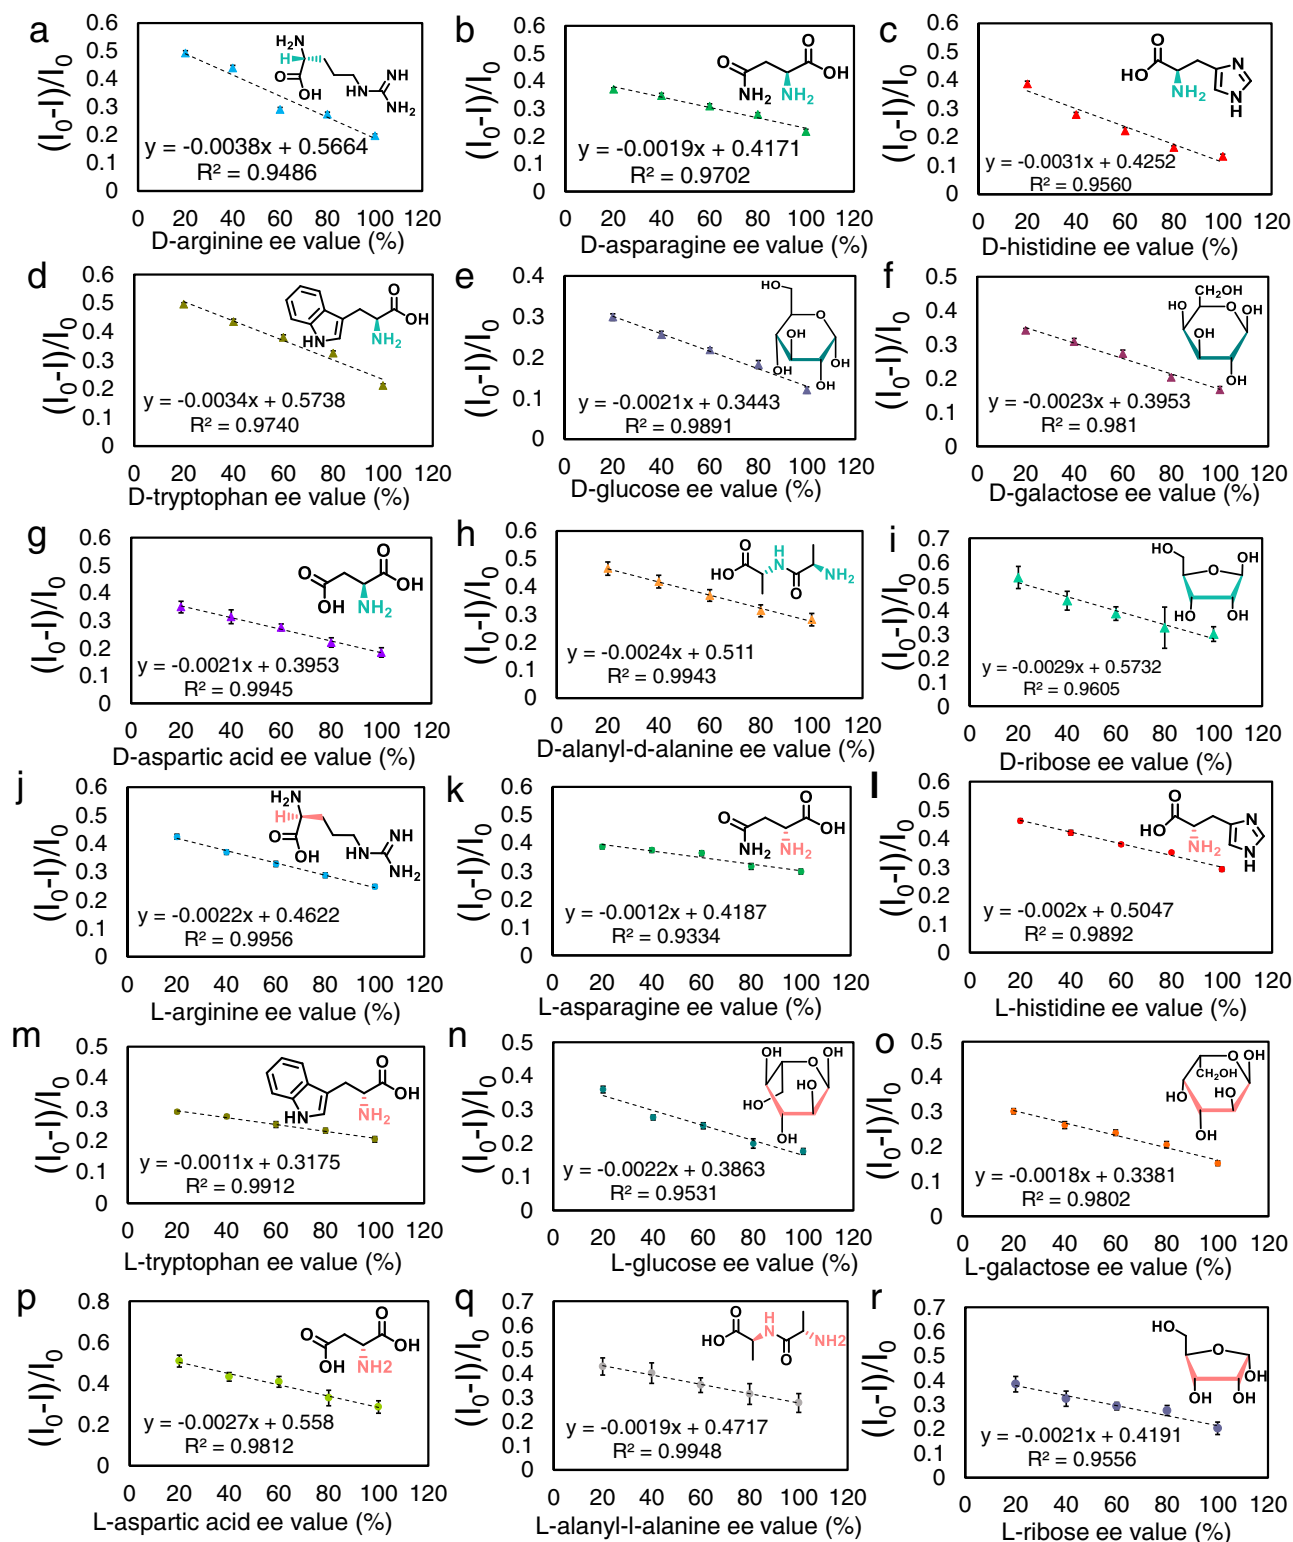 a
(I0-I)/I0
0.6
0.5
0.4
0.3
0.2
0.1
0
H2N
H
O
OH
HN
NH
NH2
y = -0.0038x + 0.5664
R² = 0.9486
0 20 40 60 80 100 120
D-arginine ee value (%)
b
(I0-I)/I0
0.6
0.5
0.4
0.3
0.2
0.1
0
O
O
OH
NH2
NH2
y = -0.0019x + 0.4171
R² = 0.9702
0 20 40 60 80 100 120
D-asparagine ee value (%)
c
(I0-I)/I0
0.6
0.5
0.4
0.3
0.2
0.1
0
O
HO
NH2
N
N
H
y = -0.0031x + 0.4252
R² = 0.9560
0 20 40 60 80 100 120
D-histidine ee value (%)
d
(I0-I)/I0
0.6
0.5
0.4
0.3
0.2
0.1
0
O
OH
NH2
HN
y = -0.0034x + 0.5738
R² = 0.9740
0 20 40 60 80 100 120
D-tryptophan ee value (%)
e
(I0-I)/I0
0.4
0.3
0.2
0.1
0
HO
O
OH
OH
OH
OH
y = -0.0021x + 0.3443
R² = 0.9891
0 20 40 60 80 100 120
D-glucose ee value (%)
f
(I0-I)/I0
0.5
0.4
0.3
0.2
0.1
0
CH2OH
OH
O
OH
OH
OH
y = -0.0023x + 0.3953
R² = 0.981
0 20 40 60 80 100 120
D-galactose ee value (%)
g
(I0-I)/I0
0.6
0.5
0.4
0.3
0.2
0.1
0
O
O
OH
OH
NH2
y = -0.0021x + 0.3953
R² = 0.9945
0 20 40 60 80 100 120
D-aspartic acid ee value (%)
h
(I0-I)/I0
0.6
0.5
0.4
0.3
0.2
0.1
0
O
H
N
HO
O
NH2
y = -0.0024x + 0.511
R² = 0.9943
0 20 40 60 80 100 120
D-alanyl-d-alanine ee value (%)
i
(I0-I)/I0
0.7
0.6
0.5
0.4
0.3
0.2
0.1
0
HO
O
OH
HO
OH
y = -0.0029x + 0.5732
R² = 0.9605
0 20 40 60 80 100 120
D-ribose ee value (%)
j
(I0-I)/I0
0.6
0.5
0.4
0.3
0.2
0.1
0
H2N
H
O
OH
HN
NH
NH2
y = -0.0022x + 0.4622
R² = 0.9956
0 20 40 60 80 100 120
L-arginine ee value (%)
k
(I0-I)/I0
0.6
0.5
0.4
0.3
0.2
0.1
0
O
O
OH
NH2
NH2
y = -0.0012x + 0.4187
R² = 0.9334
0 20 40 60 80 100 120
L-asparagine ee value (%)
l
(I0-I)/I0
0.6
0.5
0.4
0.3
0.2
0.1
0
O
HO
NH2
N
N
H
y = -0.002x + 0.5047
R² = 0.9892
0 20 40 60 80 100 120
L-histidine ee value (%)
m
(I0-I)/I0
0.5
0.4
0.3
0.2
0.1
0
O
OH
NH2
HN
y = -0.0011x + 0.3175
R² = 0.9912
0 20 40 60 80 100 120
L-tryptophan ee value (%)
n
(I0-I)/I0
0.5
0.4
0.3
0.2
0.1
0
OH
O
OH
HO
HO
OH
y = -0.0022x + 0.3863
R² = 0.9531
0 20 40 60 80 100 120
L-glucose ee value (%)
o
(I0-I)/I0
0.5
0.4
0.3
0.2
0.1
0
O
OH
CH2OH
HO
HO
OH
y = -0.0018x + 0.3381
R² = 0.9802
0 20 40 60 80 100 120
L-galactose ee value (%)
p
(I0-I)/I0
0.8
0.6
0.4
0.2
0
O
O
OH
OH
NH2
y = -0.0027x + 0.558
R² = 0.9812
0 20 40 60 80 100 120
L-aspartic acid ee value (%)
q
(I0-I)/I0
0.7
0.6
0.5
0.4
0.3
0.2
0.1
0
O
H
N
HO
O
NH2
y = -0.0019x + 0.4717
R² = 0.9948
0 20 40 60 80 100 120
L-alanyl-l-alanine ee value (%)
r
(I0-I)/I0
0.7
0.6
0.5
0.4
0.3
0.2
0.1
0
HO
O
OH
OH
OH
y = -0.0021x + 0.4191
R² = 0.9556
0 20 40 60 80 100 120
L-ribose ee value (%)